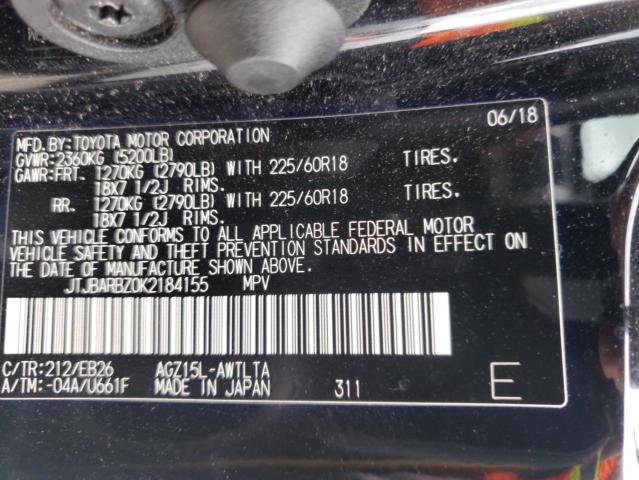 06/18
MFD. BY:TOYOTA MOTOR CORPORATION
GVWR:2360KG (5200LB)
GAWR:FRT. 1270KG (2790LB) WITH 225/60R18 TIRES.
18X7 1/2J RIMS.
RR. 1270KG (2790LB) WITH 225/60R18 TIRES.
18X7 1/2J RIMS.
THIS VEHICLE CONFORMS TO ALL APPLICABLE FEDERAL MOTOR
VEHICLE SAFETY AND THEFT PREVENTION STANDARDS IN EFFECT ON
THE DATE OF MANUFACTURE SHOWN ABOVE.
JTJBARBZ0K2184155 MPV
C/TR:212/EB26 AGZ15L-AWTLTA
A/TM:-04A/U661F MADE IN JAPAN 311 E